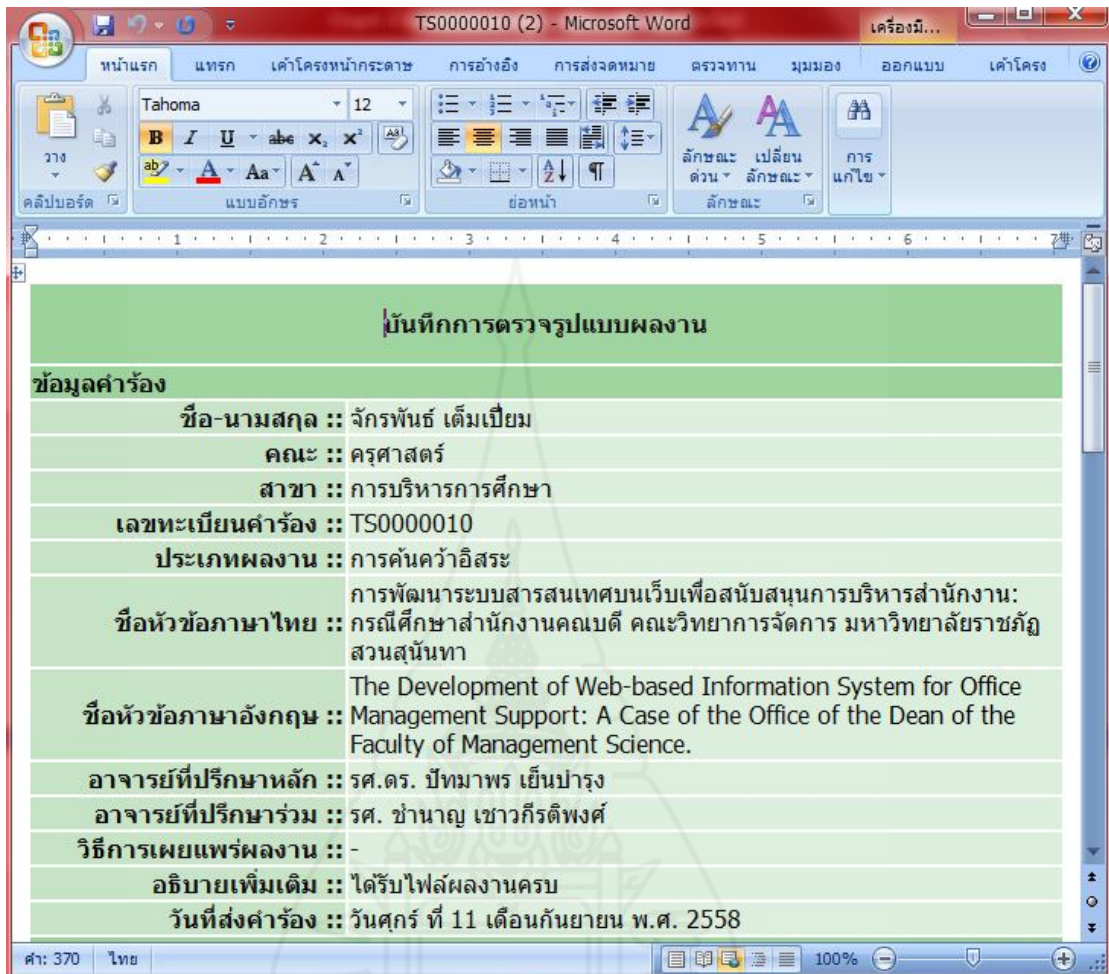 TS0000010 (2) - Microsoft Word
เครื่องมื...
หน้าแรก แทรก เค้าโครงหน้ากระดาษ การอ้างอิง การส่งจดหมาย ตรวจทาน มุมมอง ออกแบบ เค้าโครง
Tahoma 12
วาง
ลักษณะด่วน
เปลี่ยนลักษณะ
การแก้ไข
คลิปบอร์ด แบบอักษร ย่อหน้า ลักษณะ
1 2 3 4 5 6 7
บันทึกการตรวจรูปแบบผลงาน
ข้อมูลคำร้อง
ชื่อ-นามสกุล :: จักรพันธ์ เต็มเปี่ยม
คณะ :: ครุศาสตร์
สาขา :: การบริหารการศึกษา
เลขทะเบียนคำร้อง :: TS0000010
ประเภทผลงาน :: การค้นคว้าอิสระ
ชื่อหัวข้อภาษาไทย :: การพัฒนาระบบสารสนเทศบนเว็บเพื่อสนับสนุนการบริหารสำนักงาน:
กรณีศึกษาสำนักงานคณบดี คณะวิทยาการจัดการ มหาวิทยาลัยราชภัฏ
สวนสุนันทา
ชื่อหัวข้อภาษาอังกฤษ :: The Development of Web-based Information System for Office
Management Support: A Case of the Office of the Dean of the
Faculty of Management Science.
อาจารย์ที่ปรึกษาหลัก :: รศ.ดร. ปัทมาพร เย็นบำรุง
อาจารย์ที่ปรึกษาร่วม :: รศ. ชำนาญ เชาวกีรติพงศ์
วิธีการเผยแพร่ผลงาน :: -
อธิบายเพิ่มเติม :: ได้รับไฟล์ผลงานครบ
วันที่ส่งคำร้อง :: วันศุกร์ ที่ 11 เดือนกันยายน พ.ศ. 2558
คำ: 370 ไทย 100%